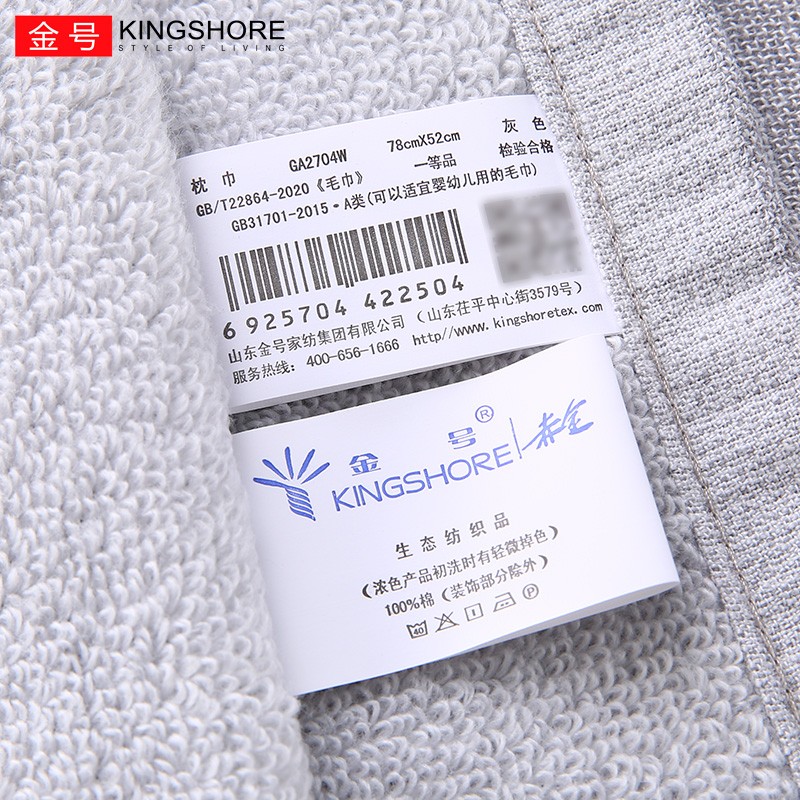 金号 KINGSHORE
STYLE OF LIVING
枕巾 GA2704W 78cmX52cm 灰色
GB/T22864-2020《毛巾》 一等品 检验合格
GB31701-2015·A类(可以适宜婴幼儿用的毛巾)
6 925704 422504
山东金号家纺集团有限公司 (山东茌平中心街3579号)
服务热线: 400-656-1666 http//www.kingshoretex.com
金号® 赤金
KINGSHORE
生态纺织品
(浓色产品初洗时有轻微掉色)
100%棉 (装饰部分除外)
40 P